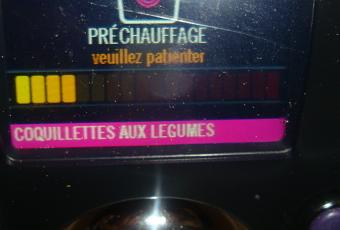 PRÉCHAUFFAGE
veuillez patienter
COQUILLETTES AUX LEGUMES